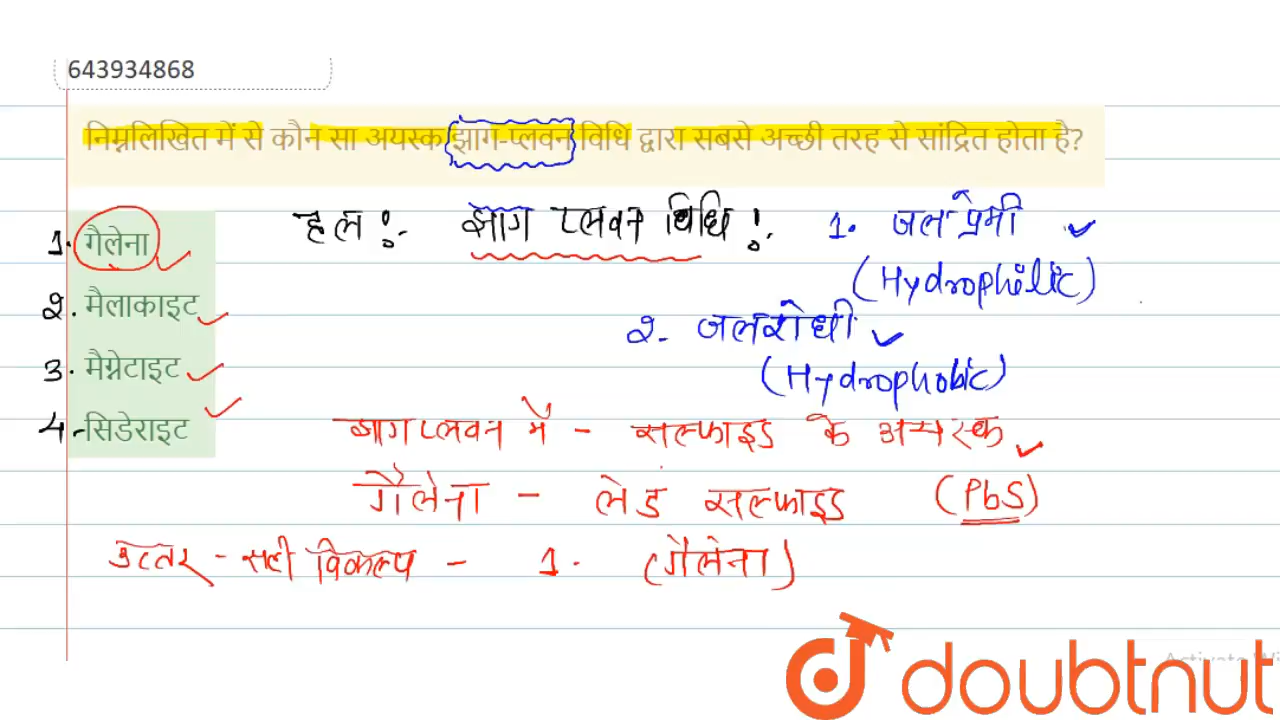 643934868
निम्नलिखित में से कौन सा अयस्क झाग-प्लवन विधि द्वारा सबसे अच्छी तरह से सांद्रित होता है?
हल :- झाग प्लवन विधि :- 1. जल प्रेमी
1. गैलेना
(Hydrophilic)
2. मैलाकाइट
2. जलरोधी
3. मैग्नेटाइट
(Hydrophobic)
4. सिडेराइट
झाग प्लवन में - सल्फाइड के अयस्क
गैलेना - लेड सल्फाइड (PbS)
उत्तर - सही विकल्प - 1. (गैलेना)
doubtnut